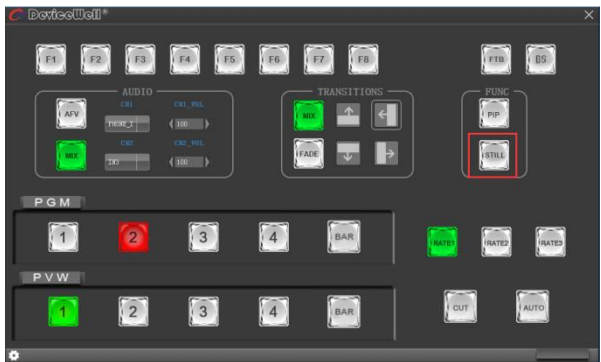 DeviceWell®
F1 F2 F3 F4 F5 F6 F7 F8 FTB DS
AUDIO TRANSITIONS FUNC
AFV CH1 CH1_VOL MIX PIP
100
MIX CH2 CH2_VOL FADE STILL
IN3 100
PGM
1 2 3 4 BAR RATE1 RATE2 RATE3
PVW
1 2 3 4 BAR CUT AUTO